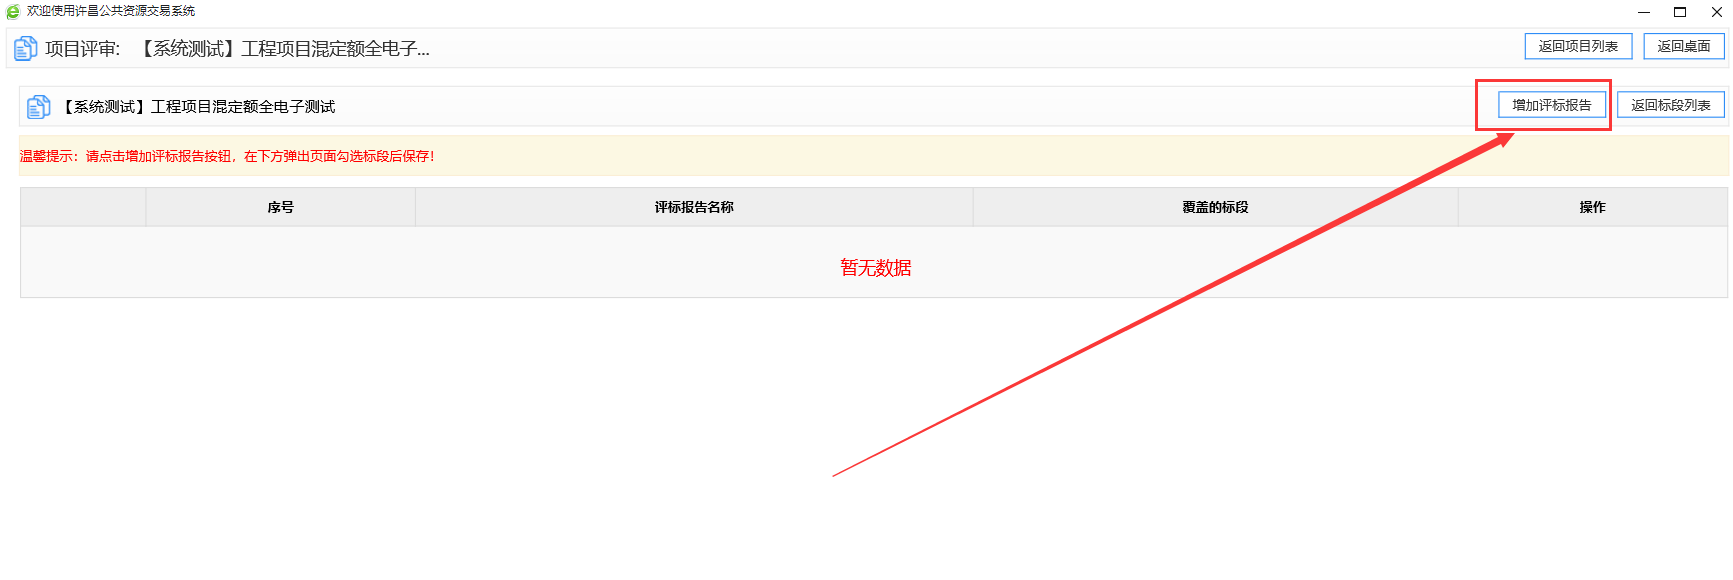 欢迎使用许昌公共资源交易系统
项目评审: 【系统测试】工程项目混定额全电子... 返回项目列表 返回桌面
【系统测试】工程项目混定额全电子测试 增加评标报告 返回标段列表
温馨提示：请点击增加评标报告按钮，在下方弹出页面勾选标段后保存！
序号 评标报告名称 覆盖的标段 操作
暂无数据